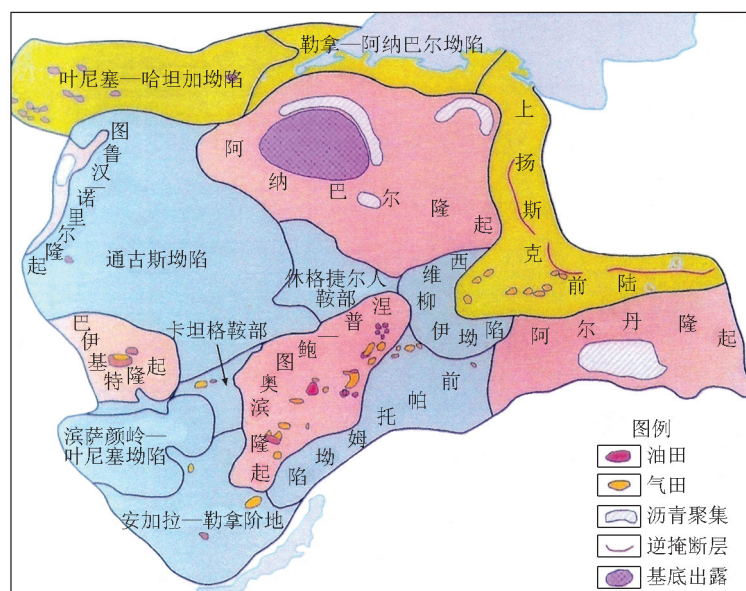 勒拿—阿纳巴尔坳陷
叶尼塞—哈坦加坳陷
上扬斯克前陆
阿纳巴尔隆起
图鲁汉—诺里尔隆起
通古斯坳陷
休格捷尔人
鞍部
西维柳伊坳陷
涅普—鲍图奥滨隆起
阿尔丹隆起
卡坦格鞍部
巴伊基特隆起
前帕托姆坳陷
滨萨颜岭—
叶尼塞坳陷
安加拉—勒拿阶地
图例
油田
气田
沥青聚集
逆掩断层
基底出露